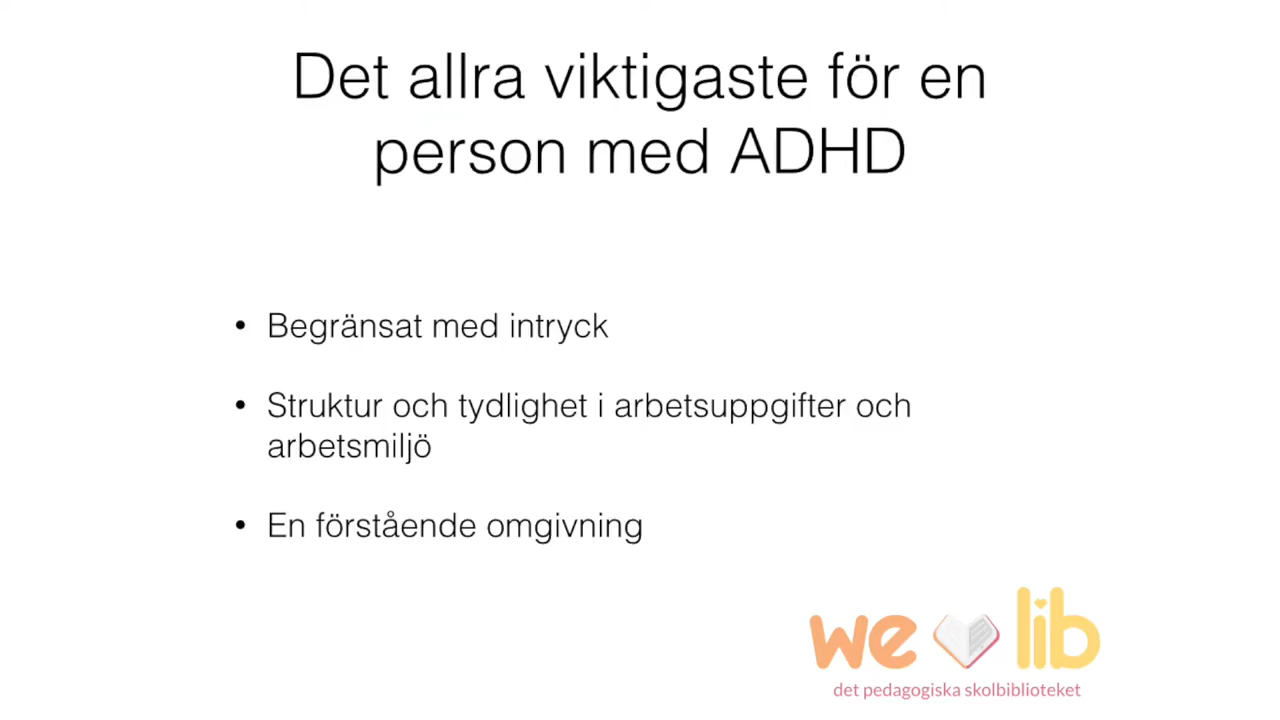 Det allra viktigaste för en
person med ADHD
• Begränsat med intryck
• Struktur och tydlighet i arbetsuppgifter och
arbetsmiljö
• En förstående omgivning
we lib
det pedagogiska skolbiblioteket